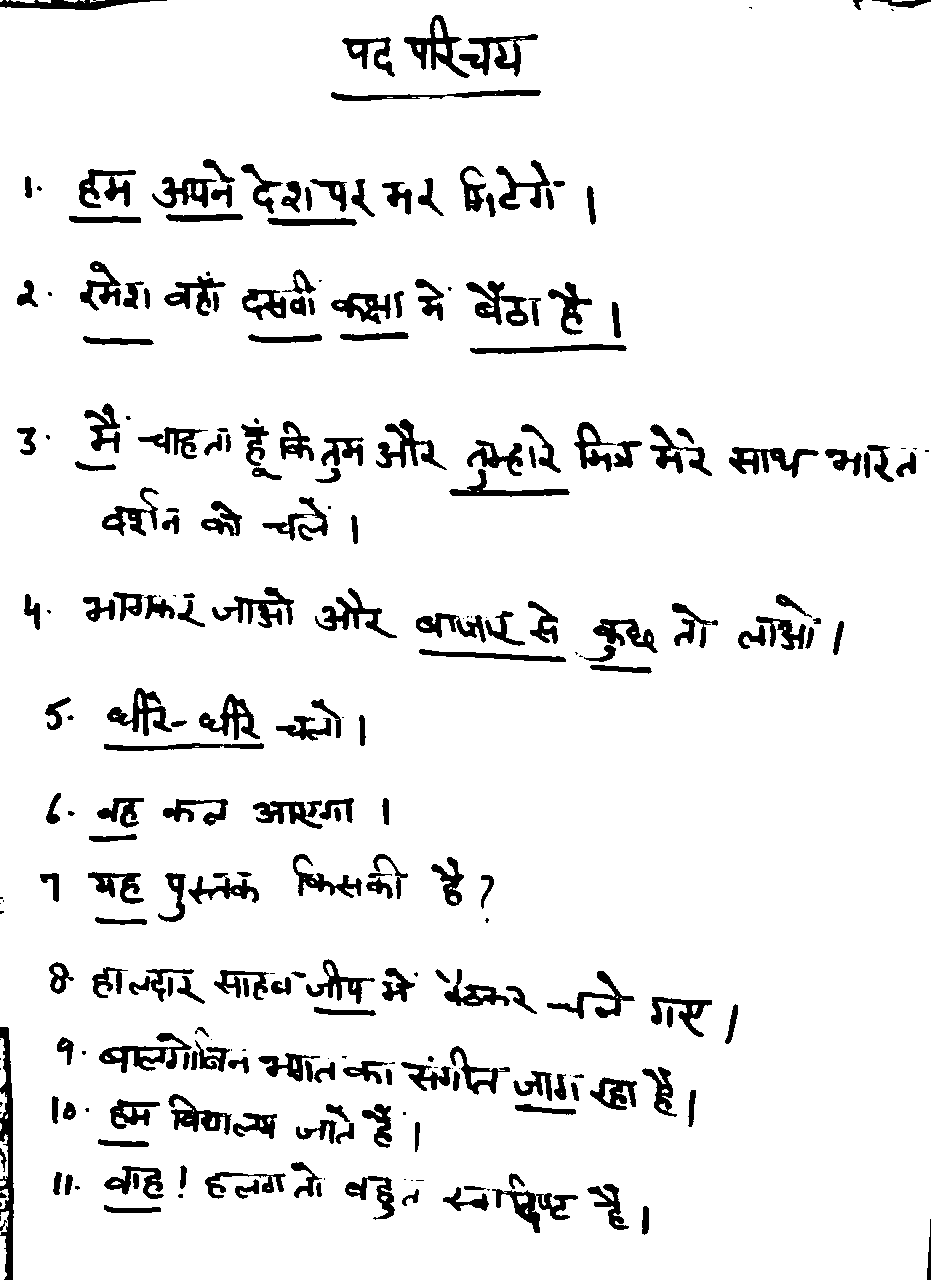 पद परिचय
1. हम अपने देश पर मर मिटेगे।
२. रमेश वहाँ दसवीं कक्षा में बैठा है।
3. मैं चाहता हूँ कि तुम और तुम्हारे मित्र मेरे साथ भारत
दर्शन को चलें।
4. भागकर जाओ और बाजार से कुछ तो लाओ।
5. धीरे-धीरे चलो।
6. वह कल आएगा।
7 यह पुस्तक किसकी है?
8. हालदार साहब जीप में बैठकर चले गए।
9. बालगोबिन भगत का संगीत जाग रहा है।
10. हम विद्यालय जाते हैं।
11. वाह! हलवा तो बहुत स्वादिष्ट है।